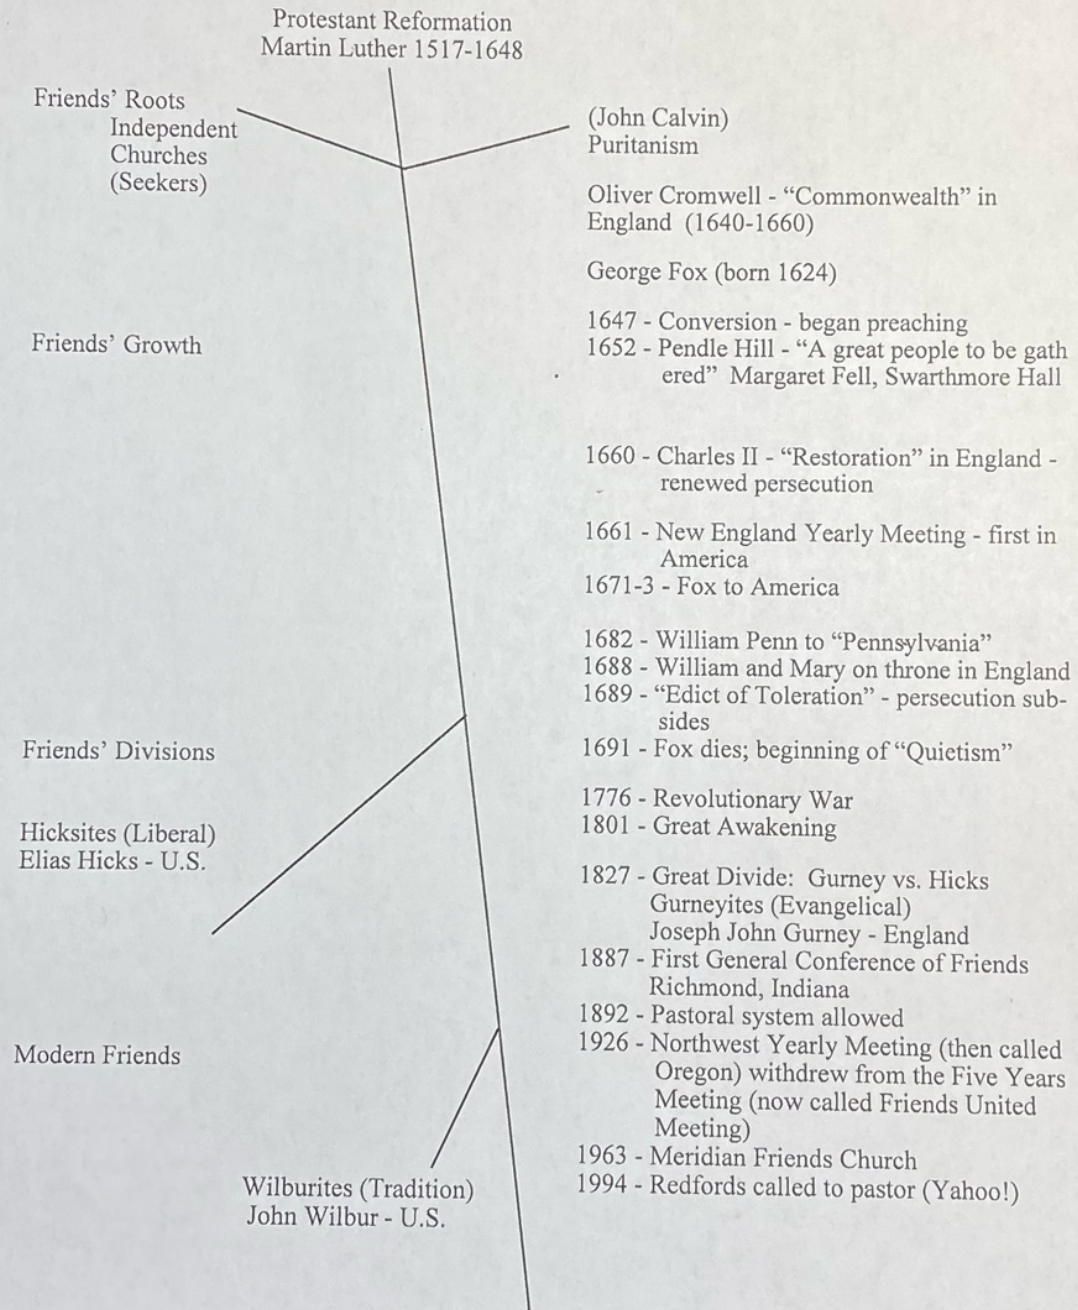 Protestant Reformation
Martin Luther 1517-1648
Friends' Roots
Independent
Churches
(Seekers)
(John Calvin)
Puritanism
Oliver Cromwell - “Commonwealth” in
England (1640-1660)
George Fox (born 1624)
Friends' Growth
1647 - Conversion - began preaching
1652 - Pendle Hill - “A great people to be gath
ered” Margaret Fell, Swarthmore Hall
1660 - Charles II - “Restoration” in England -
renewed persecution
1661 - New England Yearly Meeting - first in
America
1671-3 - Fox to America
1682 - William Penn to “Pennsylvania”
1688 - William and Mary on throne in England
1689 - “Edict of Toleration” - persecution sub-
sides
1691 - Fox dies; beginning of “Quietism”
Friends' Divisions
Hicksites (Liberal)
Elias Hicks - U.S.
1776 - Revolutionary War
1801 - Great Awakening
1827 - Great Divide: Gurney vs. Hicks
Gurneyites (Evangelical)
Joseph John Gurney - England
1887 - First General Conference of Friends
Richmond, Indiana
1892 - Pastoral system allowed
Modern Friends
1926 - Northwest Yearly Meeting (then called
Oregon) withdrew from the Five Years
Meeting (now called Friends United
Meeting)
1963 - Meridian Friends Church
1994 - Redfords called to pastor (Yahoo!)
Wilburites (Tradition)
John Wilbur - U.S.